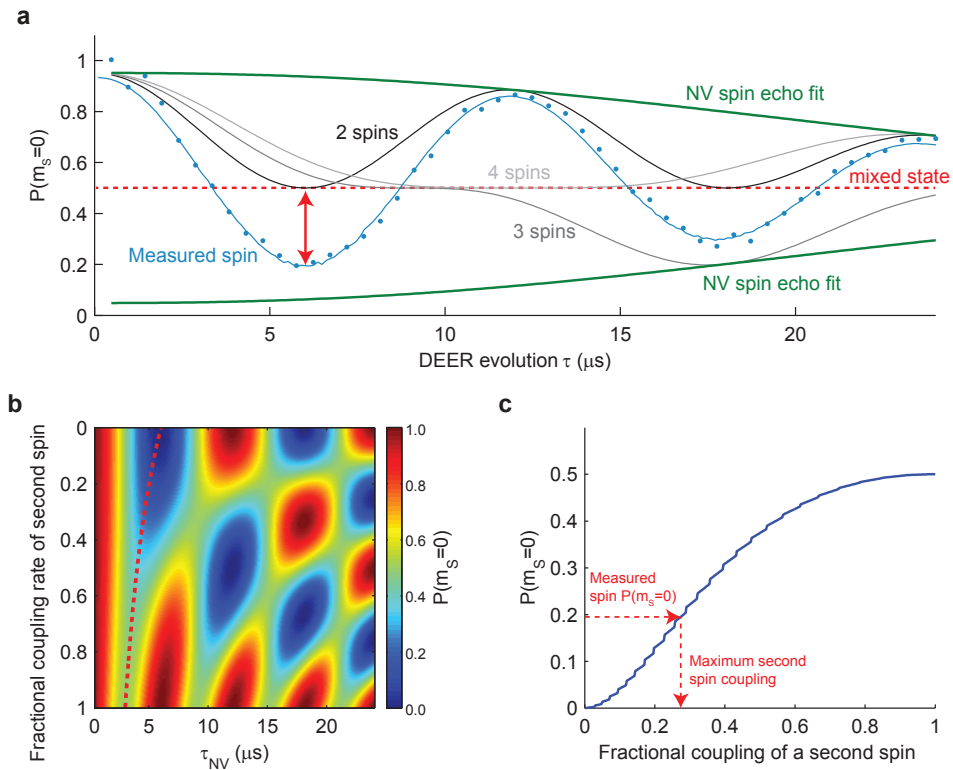 a
1
0.8
0.6
0.4
0.2
0
P(mS=0)
NV spin echo fit
2 spins
4 spins
mixed state
3 spins
Measured spin
NV spin echo fit
0
5
10
15
20
DEER evolution τ (μs)
b
0
0.2
0.4
0.6
0.8
1
Fractional coupling rate of second spin
0
5
10
15
20
τNV (μs)
1.0
0.8
0.6
0.4
0.2
0.0
P(mS=0)
c
0.5
0.4
0.3
0.2
0.1
0
P(mS=0)
Measured
spin P(mS=0)
Maximum second
spin coupling
0
0.2
0.4
0.6
0.8
1
Fractional coupling of a second spin